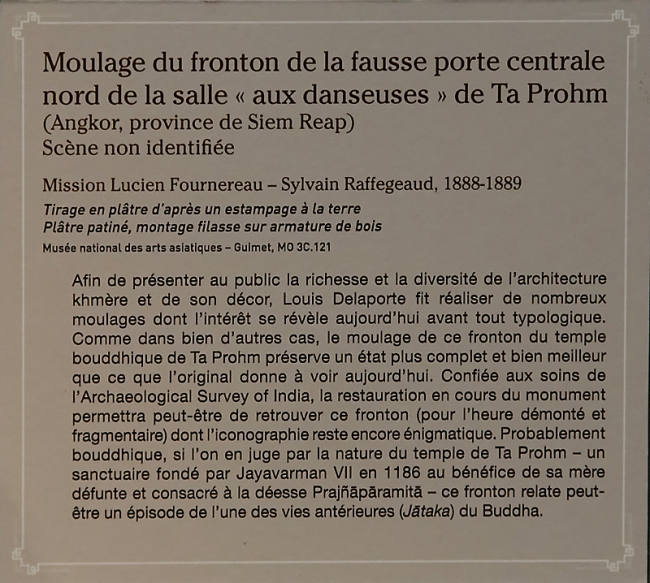 Moulage du fronton de la fausse porte centrale
nord de la salle « aux danseuses » de Ta Prohm
(Angkor, province de Siem Reap)
Scène non identifiée
Mission Lucien Fournereau – Sylvain Raffegeaud, 1888-1889
Tirage en plâtre d'après un estampage à la terre
Plâtre patiné, montage filasse sur armature de bois
Musée national des arts asiatiques – Guimet, MO 3C.121
Afin de présenter au public la richesse et la diversité de l'architecture
khmère et de son décor, Louis Delaporte fit réaliser de nombreux
moulages dont l'intérêt se révèle aujourd'hui avant tout typologique.
Comme dans bien d'autres cas, le moulage de ce fronton du temple
bouddhique de Ta Prohm préserve un état plus complet et bien meilleur
que ce que l'original donne à voir aujourd'hui. Confiée aux soins de
l'Archaeological Survey of India, la restauration en cours du monument
permettra peut-être de retrouver ce fronton (pour l'heure démonté et
fragmentaire) dont l'iconographie reste encore énigmatique. Probablement
bouddhique, si l'on en juge par la nature du temple de Ta Prohm – un
sanctuaire fondé par Jayavarman VII en 1186 au bénéfice de sa mère
défunte et consacré à la déesse Prajñāpāramitā – ce fronton relate peut-
être un épisode de l'une des vies antérieures (Jātaka) du Buddha.